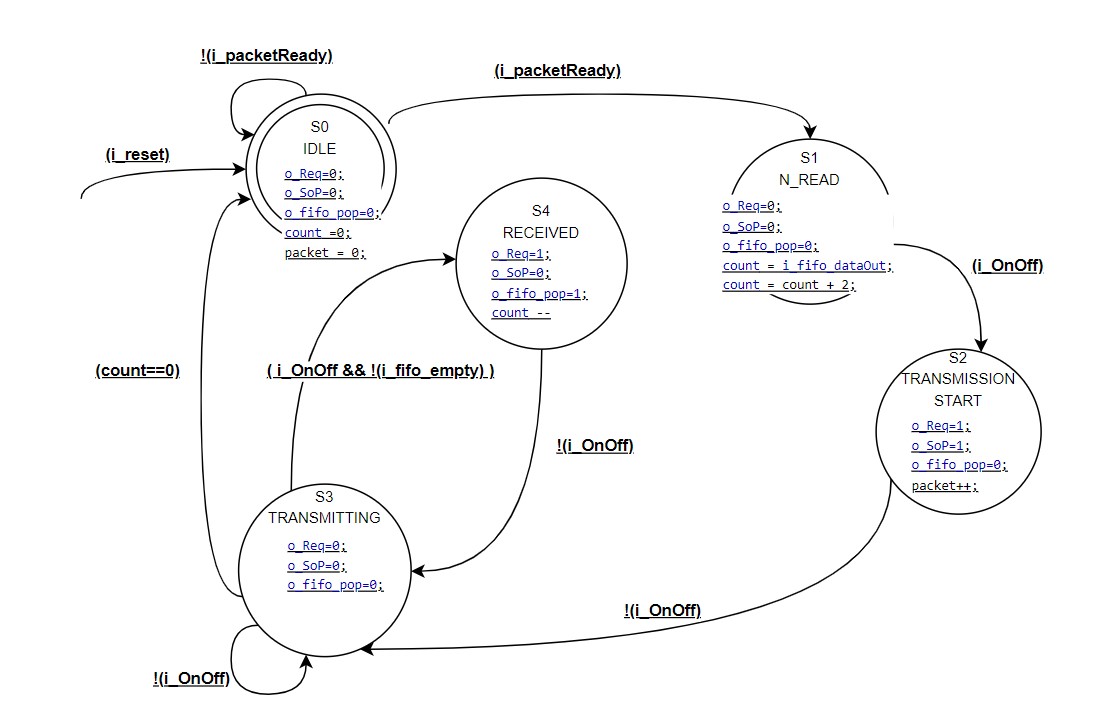 !(i_packetReady)
(i_packetReady)
(i_reset)
S0
IDLE
o_Req=0;
o_SoP=0;
o_fifo_pop=0;
count =0;
packet = 0;
S4
RECEIVED
o_Req=1;
o_SoP=0;
o_fifo_pop=1;
count --
S1
N_READ
o_Req=0;
o_SoP=0;
o_fifo_pop=0;
count = i_fifo_dataOut;
count = count + 2;
(i_OnOff)
(count==0)
( i_OnOff && !(i_fifo_empty) )
S2
TRANSMISSION
START
o_Req=1;
o_SoP=1;
o_fifo_pop=0;
packet++;
!(i_OnOff)
S3
TRANSMITTING
o_Req=0;
o_SoP=0;
o_fifo_pop=0;
!(i_OnOff)
!(i_OnOff)